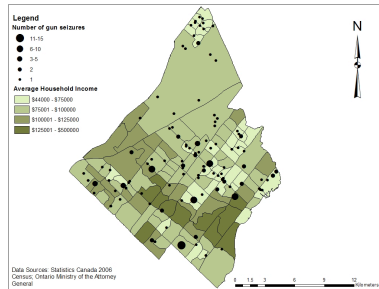 Legend
Number of gun seizures
11-15
6-10
3-5
2
1
Average Household Income
$44000 - $75000
$75001 - $100000
$100001 - $125000
$125001 - $500000
N
Data Sources: Statistics Canada 2006
Census; Ontario Ministry of the Attorney
General
0 1.5 3 6 9 12
Kilometers